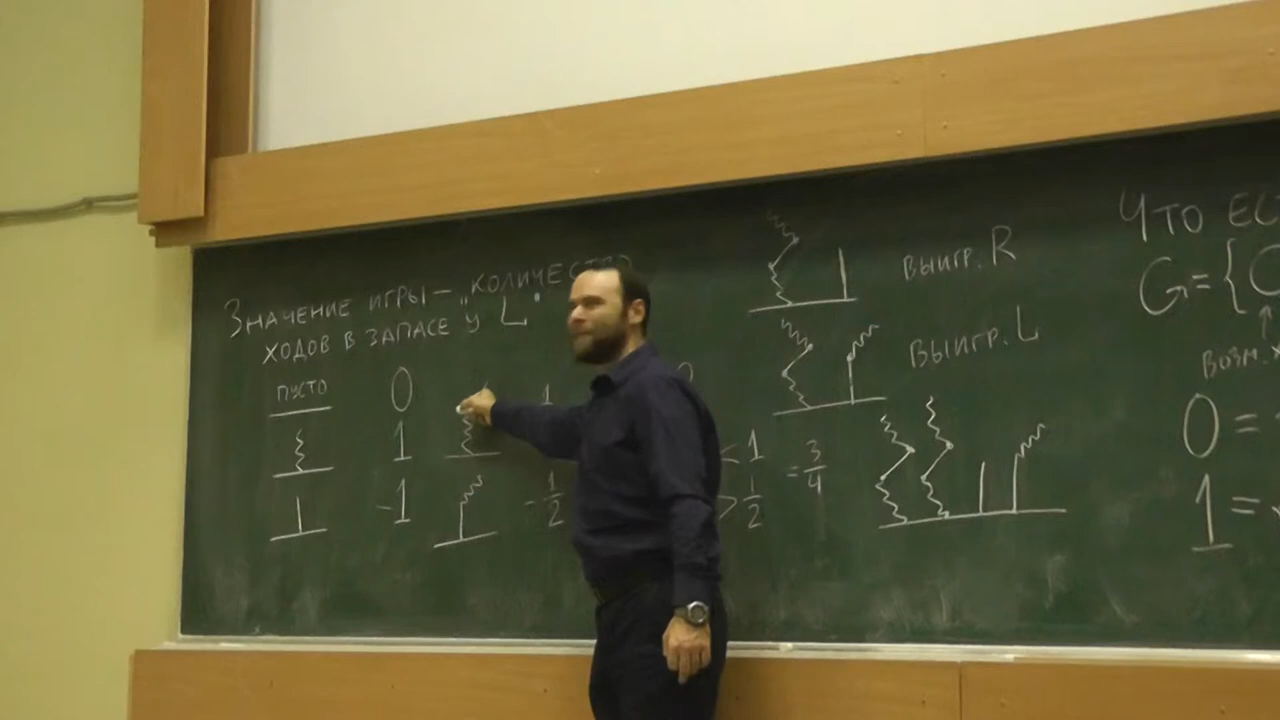 ЗНАЧЕНИЕ ИГРЫ – "КОЛИЧЕСТВО
ХОДОВ В ЗАПАСЕ У L"
ПУСТО 0
1
-1
1
- 1/2
< 1
> 1/2
= 3/4
ВЫИГР. R
ВЫИГР. L
ЧТО
G = {
ВОЗМ.
0 =
1 =